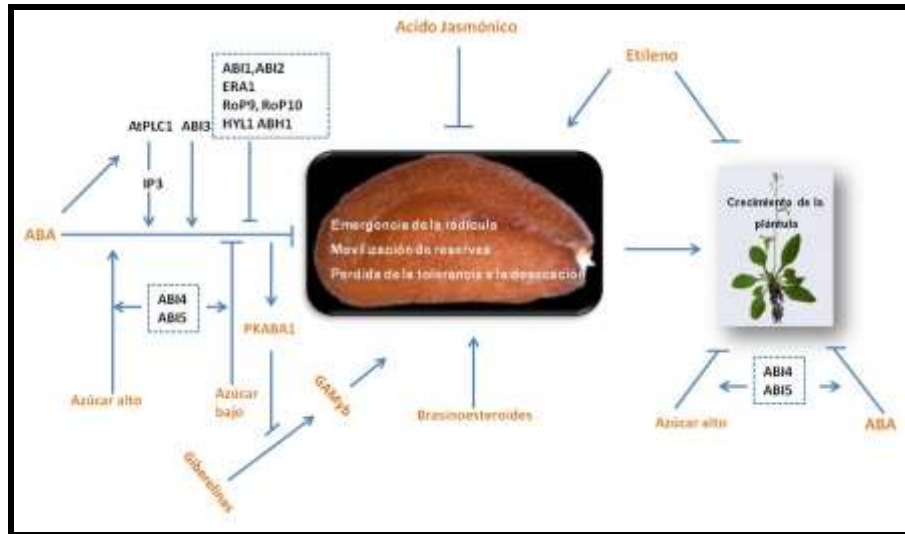 Acido Jasmónico
Etileno
ABI1,ABI2
ERA1
RoP9, RoP10
HYL1 ABH1
AtPLC1
ABI3
IP3
ABA
Emergencia de la rádícula
Movilización de reservas
Perdida de la tolerancia a la desecación
Crecimiento de la
plántula
ABI4
ABI5
PKABA1
Azúcar alto
Azúcar
bajo
GAMyb
Giberelinas
Brasinoesteroides
ABI4
ABI5
Azúcar alto
ABA